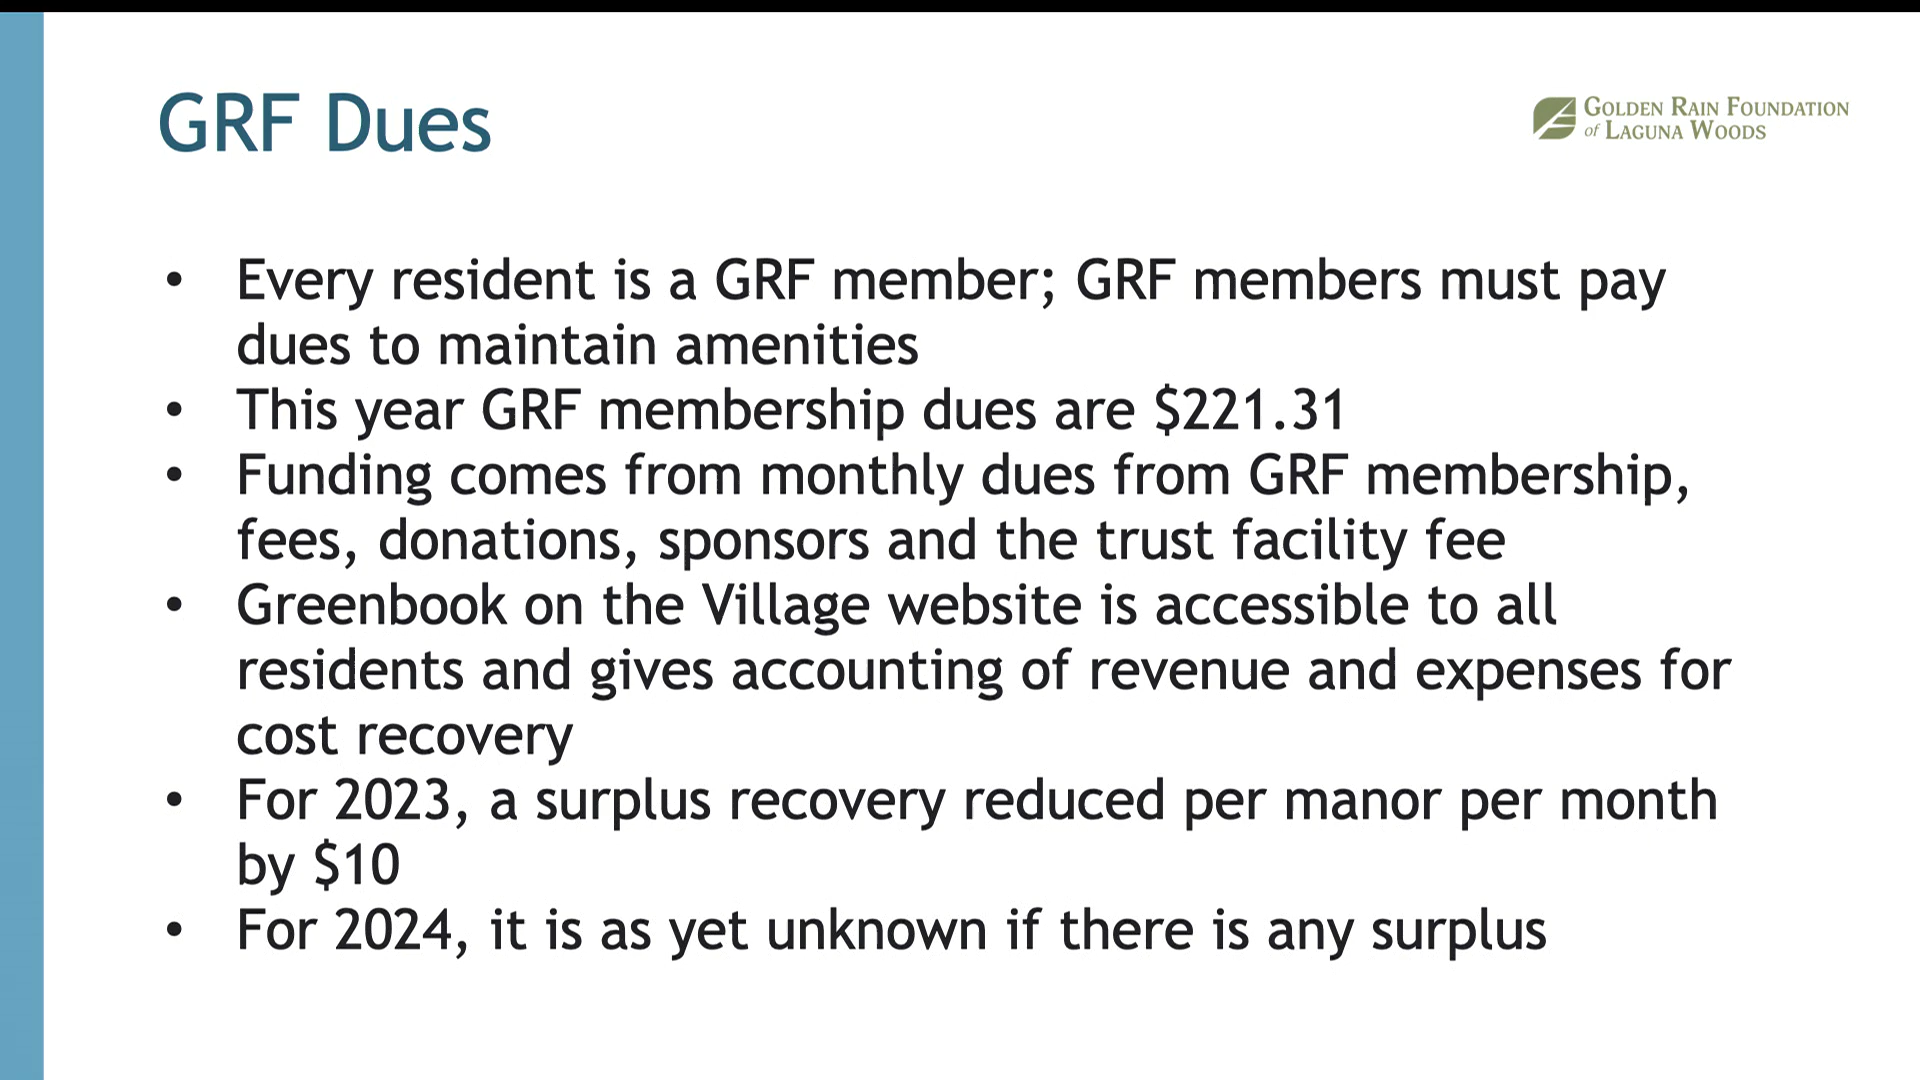 GRF Dues
GOLDEN RAIN FOUNDATION
of LAGUNA WOODS
• Every resident is a GRF member; GRF members must pay
dues to maintain amenities
• This year GRF membership dues are $221.31
• Funding comes from monthly dues from GRF membership,
fees, donations, sponsors and the trust facility fee
• Greenbook on the Village website is accessible to all
residents and gives accounting of revenue and expenses for
cost recovery
• For 2023, a surplus recovery reduced per manor per month
by $10
• For 2024, it is as yet unknown if there is any surplus